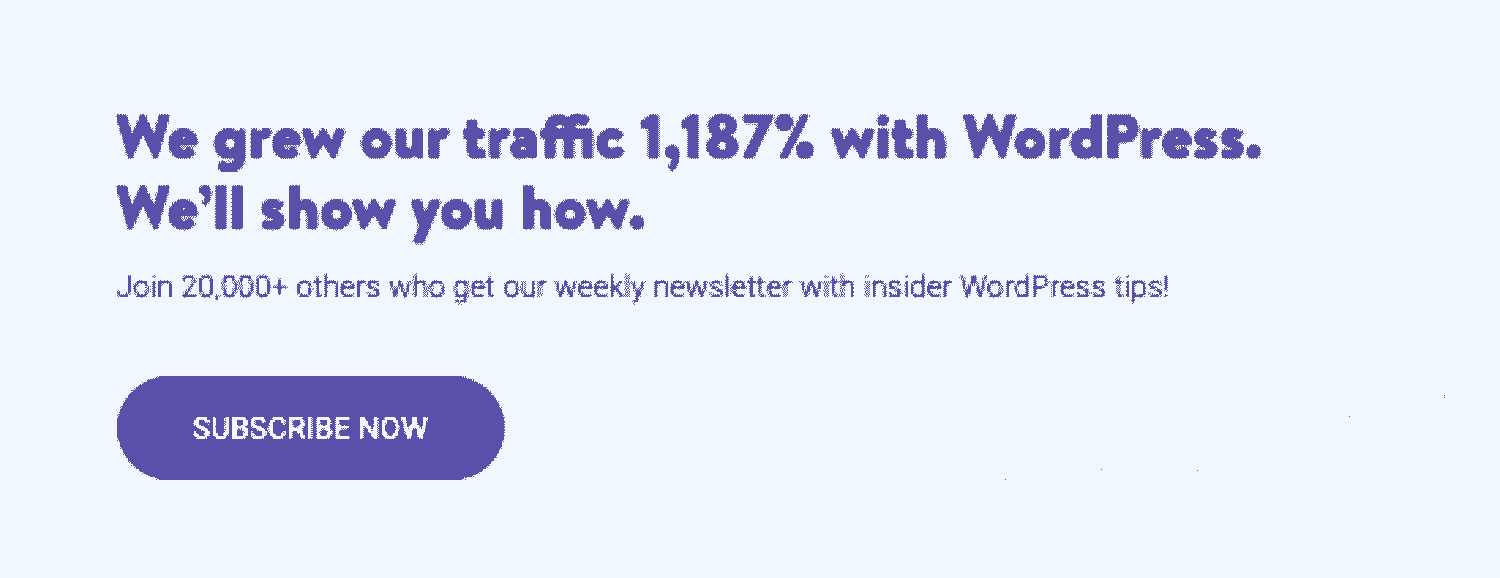 We grew our traffic 1,187% with WordPress.
We’ll show you how.
Join 20,000+ others who get our weekly newsletter with insider WordPress tips!
SUBSCRIBE NOW